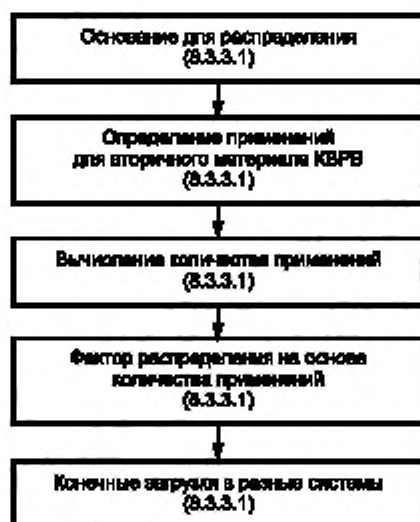 Основание для распределения
(8.3.3.1)
Определение применений
для вторичного материала КВРВ
(8.3.3.1)
Вычисление количества применений
(8.3.3.1)
Фактор распределения на основе
количества применений
(8.3.3.1)
Конечные загрузки в разные системы
(8.3.3.1)